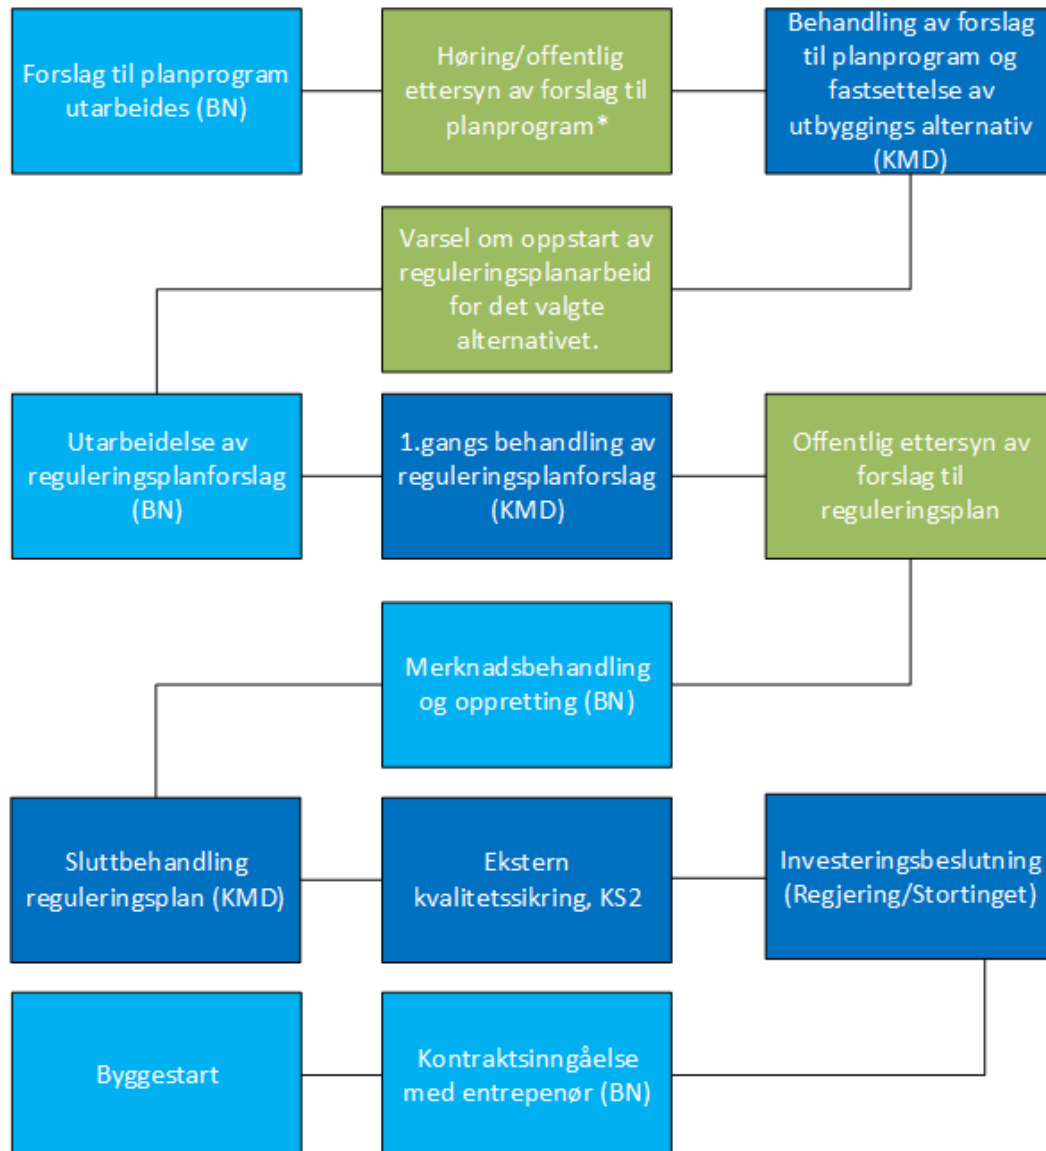 Forslag til planprogram
utarbeides (BN)
Høring/offentlig
ettersyn av forslag til
planprogram*
Behandling av forslag
til planprogram og
fastsettelse av
utbyggings alternativ
(KMD)
Varsel om oppstart av
reguleringsplanarbeid
for det valgte
alternativet.
Utarbeidelse av
reguleringsplanforslag
(BN)
1.gangs behandling av
reguleringsplanforslag
(KMD)
Offentlig ettersyn av
forslag til
reguleringsplan
Merknadsbehandling
og oppretting (BN)
Sluttbehandling
reguleringsplan (KMD)
Ekstern
kvalitetssikring, KS2
Investeringsbeslutning
(Regjering/Stortinget)
Byggestart
Kontraktsinngåelse
med entrepenør (BN)